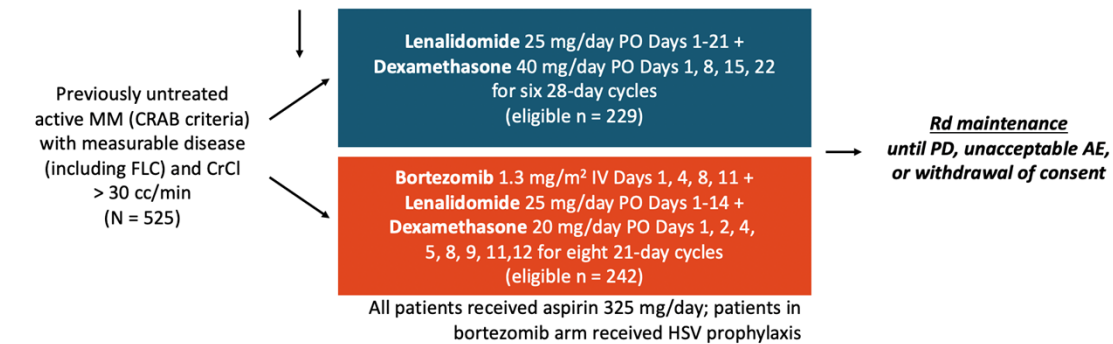 Previously untreated
active MM (CRAB criteria)
with measurable disease
(including FLC) and CrCl
> 30 cc/min
(N = 525)
Lenalidomide 25 mg/day PO Days 1-21 +
Dexamethasone 40 mg/day PO Days 1, 8, 15, 22
for six 28-day cycles
(eligible n = 229)
Bortezomib 1.3 mg/m² IV Days 1, 4, 8, 11 +
Lenalidomide 25 mg/day PO Days 1-14 +
Dexamethasone 20 mg/day PO Days 1, 2, 4,
5, 8, 9, 11,12 for eight 21-day cycles
(eligible n = 242)
All patients received aspirin 325 mg/day; patients in
bortezomib arm received HSV prophylaxis
Rd maintenance
until PD, unacceptable AE,
or withdrawal of consent